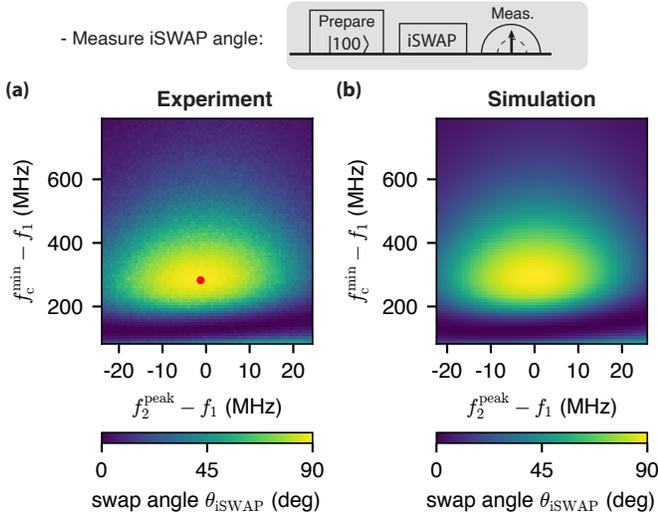 - Measure iSWAP angle:
Prepare
|100⟩
iSWAP
Meas.
(a)
Experiment
(b)
Simulation
600
400
200
f_c^min − f_1 (MHz)
-20 -10 0 10 20
f_2^peak − f_1 (MHz)
600
400
200
f_c^min − f_1 (MHz)
-20 -10 0 10 20
f_2^peak − f_1 (MHz)
0 45 90
swap angle θ_iSWAP (deg)
0 45 90
swap angle θ_iSWAP (deg)